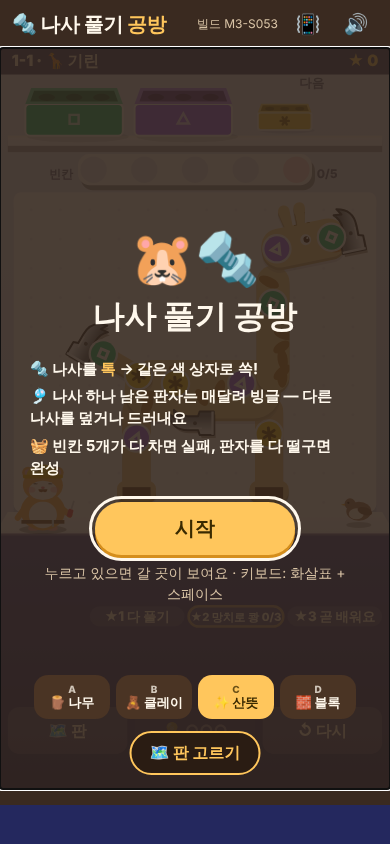 나사 풀기 공방 빌드 M3-S053
1-1 · 기린 ★ 0
다음
빈칸 0/5
나사 풀기 공방
나사를 톡 → 같은 색 상자로 쏙!
나사 하나 남은 판자는 매달려 빙글 — 다른
나사를 덮거나 드러내요
빈칸 5개가 다 차면 실패, 판자를 다 떨구면
완성
시작
누르고 있으면 갈 곳이 보여요 · 키보드: 화살표 +
스페이스
★1 다 풀기 ★2 망치로 쾅 0/3 ★3 곧 배워요
A B C D
나무 클레이 산뜻 블록
판 다시
판 고르기